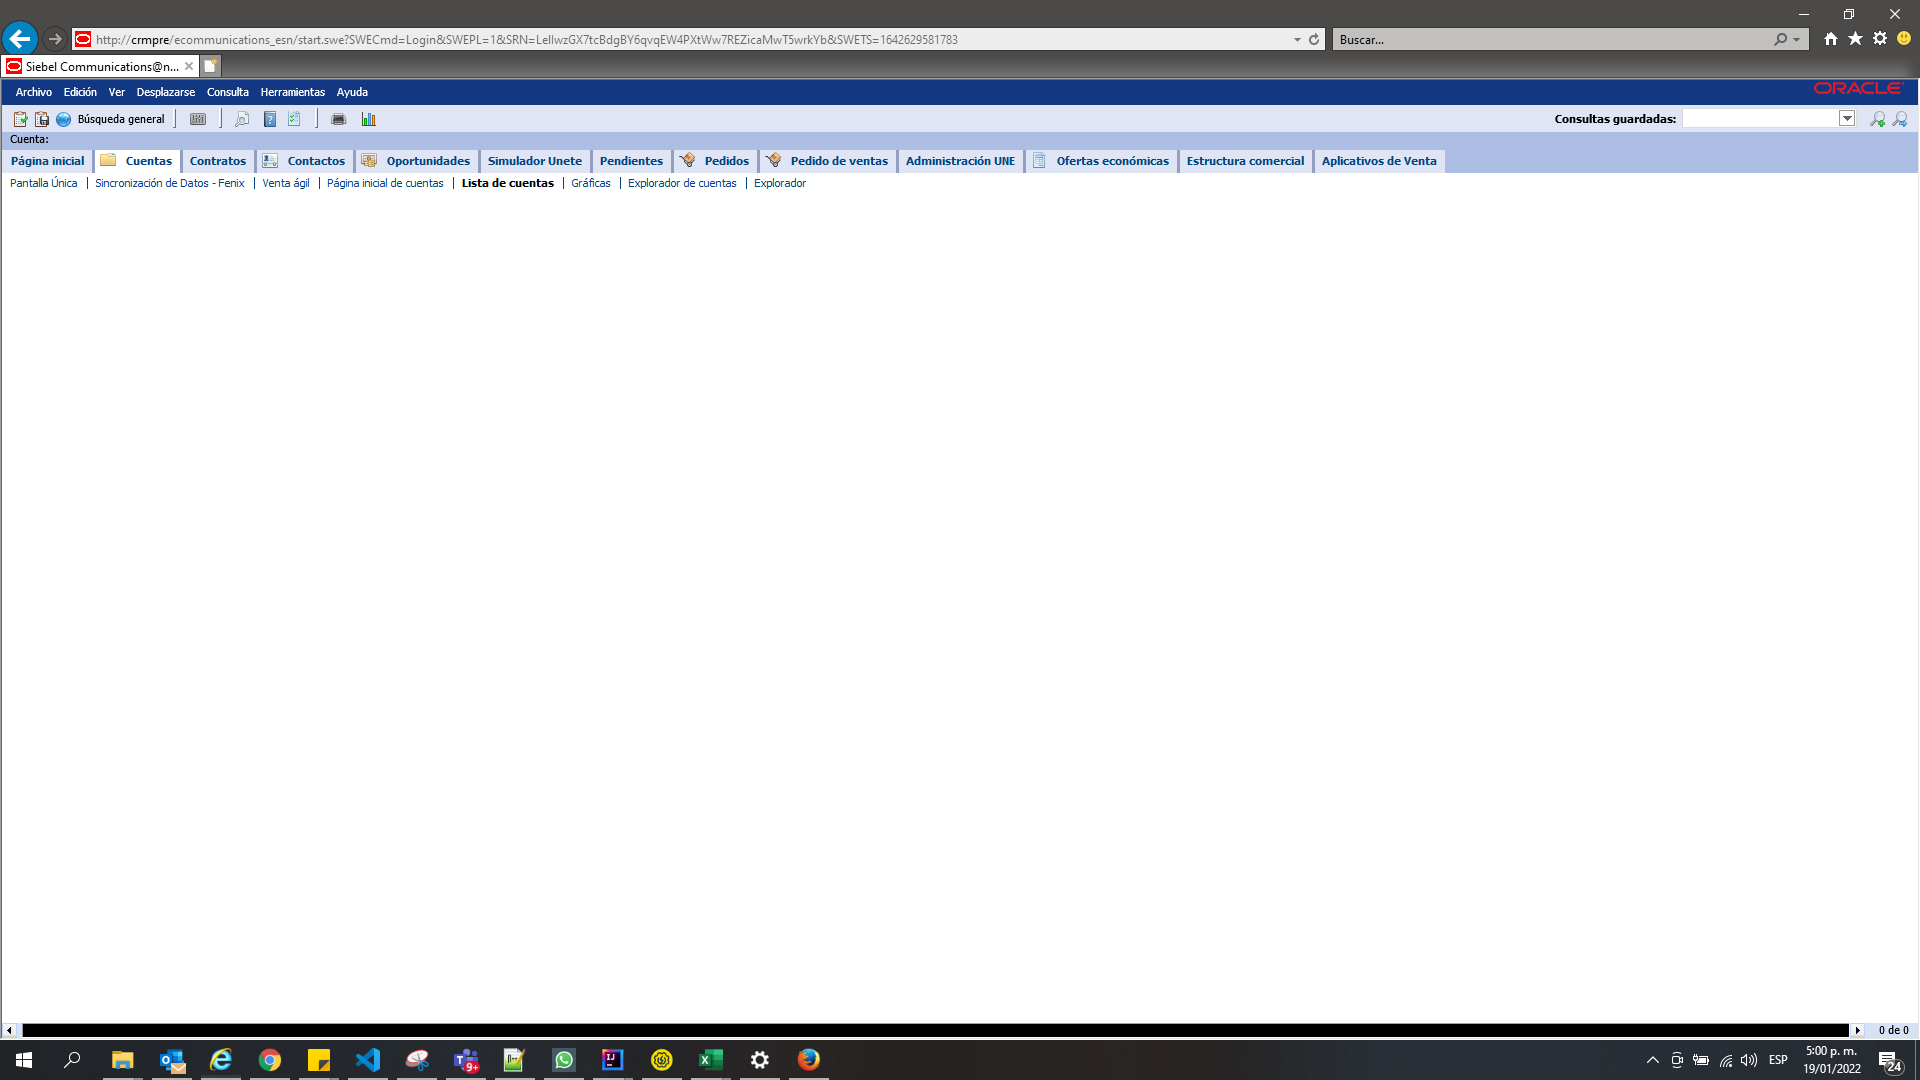 http://crmpre/ecommunications_esn/start.swe?SWECmd=Login&SWEPL=1&SRN=LeIlwzGX7tcBdgBY6qvqEW4PXtWw7REZicaMwT5wrkYb&SWETS=1642629581783
Buscar...
Siebel Communications@n...
Archivo Edición Ver Desplazarse Consulta Herramientas Ayuda
ORACLE
Búsqueda general
Consultas guardadas:
Cuenta:
Página inicial Cuentas Contratos Contactos Oportunidades Simulador Unete Pendientes Pedidos Pedido de ventas Administración UNE Ofertas económicas Estructura comercial Aplicativos de Venta
Pantalla Única Sincronización de Datos - Fenix Venta ágil Página inicial de cuentas Lista de cuentas Gráficas Explorador de cuentas Explorador
0 de 0
9+
IJ
ESP
5:00 p. m.
19/01/2022
24